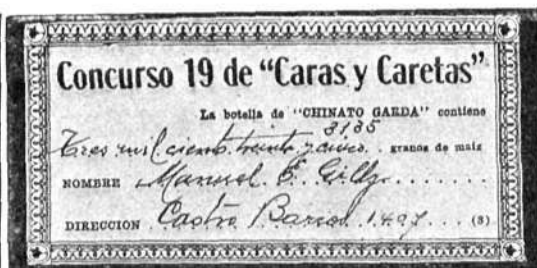 Concurso 19 de "Caras y Caretas"
La botella de "CHINATO GARDA" contiene
3135
Tres mil ciento treinta y cinco granos de maíz
NOMBRE Manuel E.
DIRECCION Castro Barros 1497 (3)